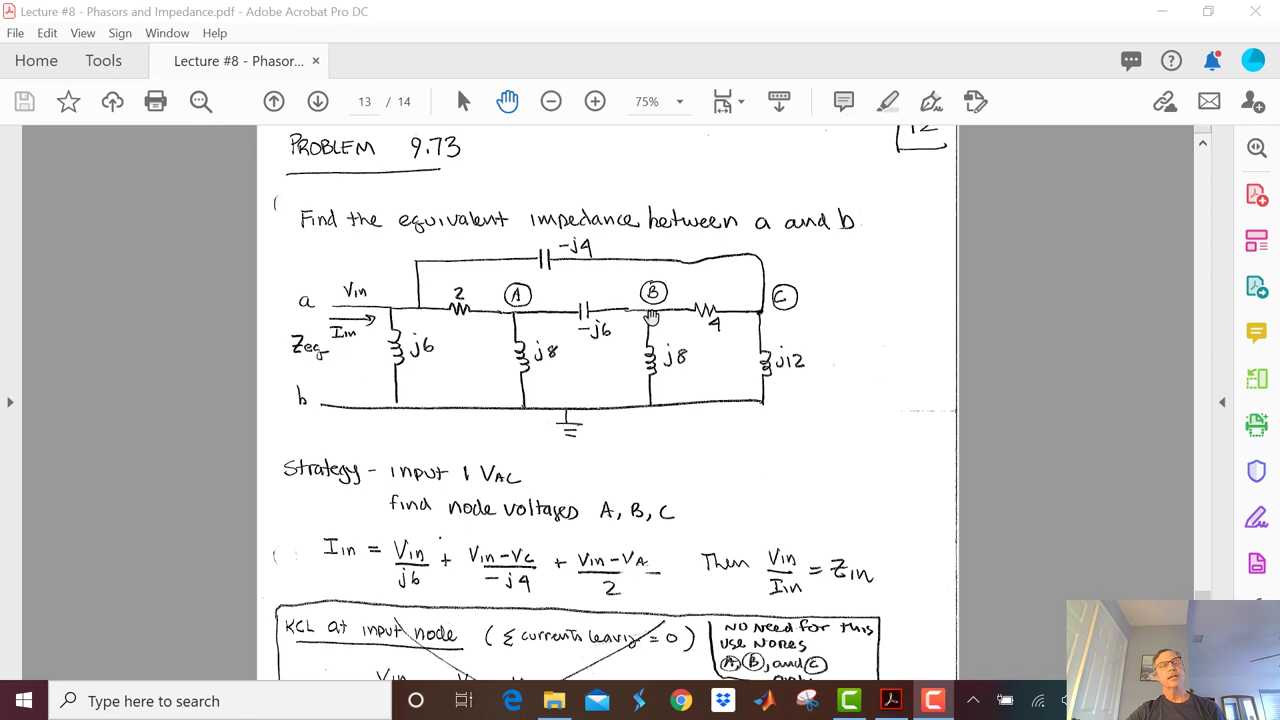 Lecture #8 - Phasors and Impedance.pdf - Adobe Acrobat Pro DC
File Edit View Sign Window Help
Home Tools Lecture #8 - Phasor... ×
13 / 14 75%
12
PROBLEM 9.73
Find the equivalent impedance between a and b
-j4
a Vin 2 A B C
Iin -j6 4
Zeq j6 j8 j8 j12
b
Strategy - input 1 VAC
find node voltages A, B, C
Iin = Vin/j6 + Vin-Vc/-j4 + Vin-VA/2 Then Vin/Iin = Zin
KCL at input node (Σ currents leaving = 0) NO NEED FOR this
USE NODES
A, B, and C
Vin
Type here to search